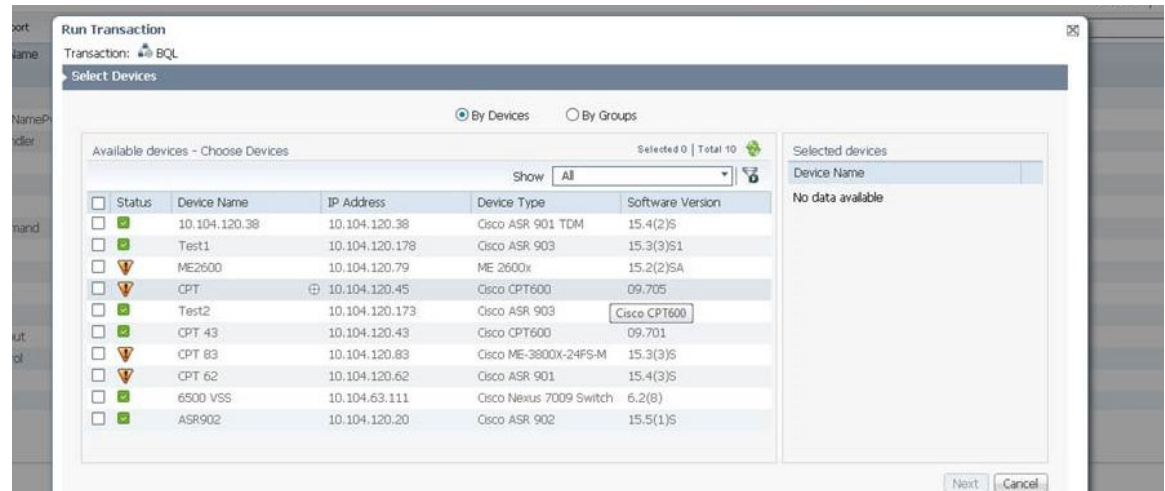 port
Name
NameP
ndler
mand
ut
ol
Run Transaction
Transaction: BQL
Select Devices
By Devices By Groups
Available devices - Choose Devices Selected 0 | Total 10
Show All
Status Device Name IP Address Device Type Software Version
10.104.120.38 10.104.120.38 Cisco ASR 901 TDM 15.4(2)S
Test1 10.104.120.178 Cisco ASR 903 15.3(3)S1
ME2600 10.104.120.79 ME 2600x 15.2(2)SA
CPT 10.104.120.45 Cisco CPT600 09.705
Test2 10.104.120.173 Cisco ASR 903 Cisco CPT600
CPT 43 10.104.120.43 Cisco CPT600 09.701
CPT 83 10.104.120.83 Cisco ME-3800X-24FS-M 15.3(3)S
CPT 62 10.104.120.62 Cisco ASR 901 15.4(3)S
6500 VSS 10.104.63.111 Cisco Nexus 7009 Switch 6.2(8)
ASR902 10.104.120.20 Cisco ASR 902 15.5(1)S
Selected devices
Device Name
No data available
Next Cancel